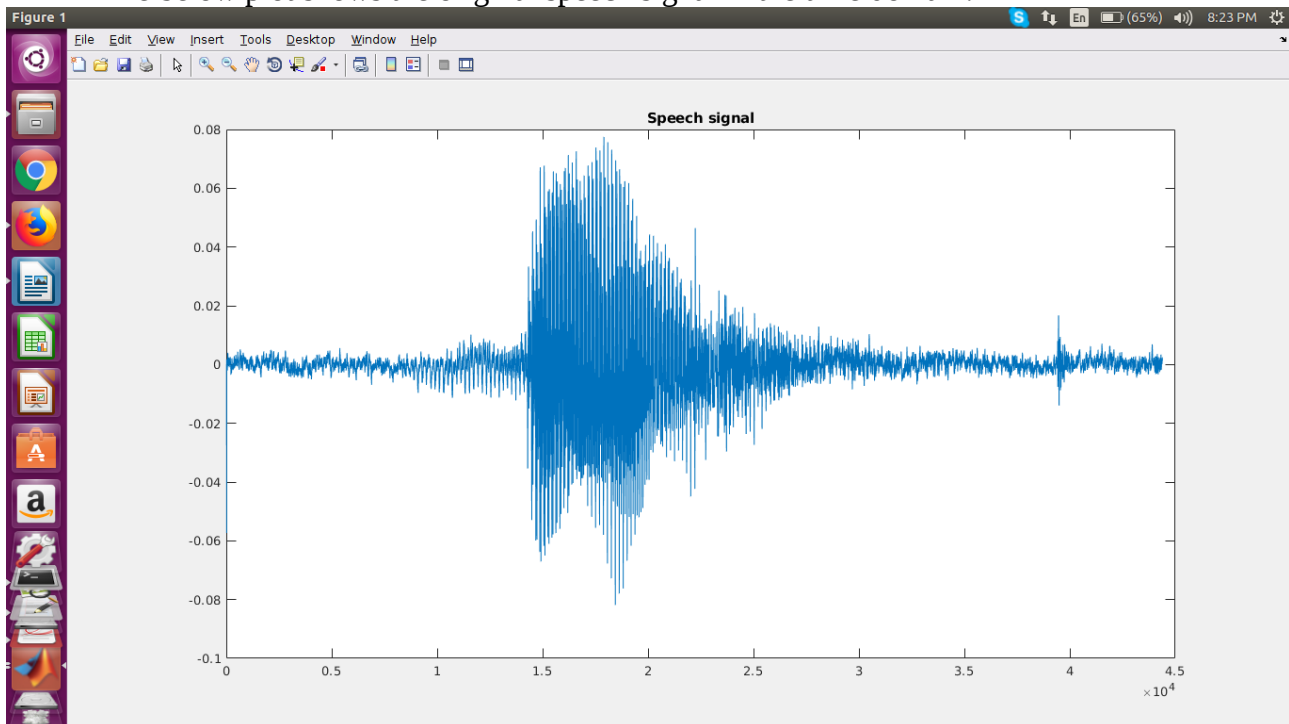 Figure 1
En (65%) 8:23 PM
File Edit View Insert Tools Desktop Window Help
Speech signal
0.08
0.06
0.04
0.02
0
-0.02
-0.04
-0.06
-0.08
-0.1
0 0.5 1 1.5 2 2.5 3 3.5 4 4.5
×10⁴